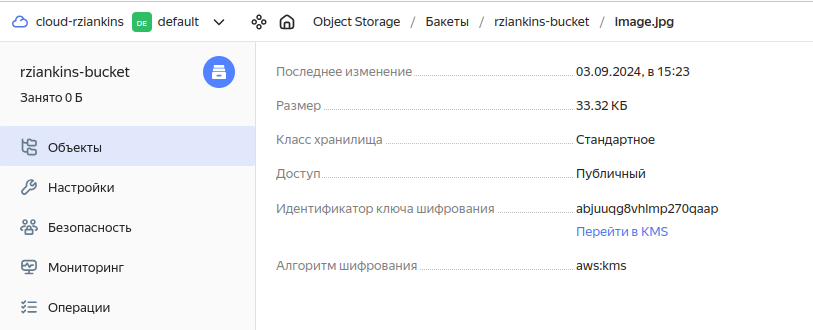 cloud-rziankins DE default Object Storage / Бакеты / rziankins-bucket / Image.jpg
rziankins-bucket
Занято 0 Б
Объекты
Настройки
Безопасность
Мониторинг
Операции
Последнее изменение 03.09.2024, в 15:23
Размер 33.32 КБ
Класс хранилища Стандартное
Доступ Публичный
Идентификатор ключа шифрования abjuuqg8vhlmp270qaap
Перейти в KMS
Алгоритм шифрования aws:kms